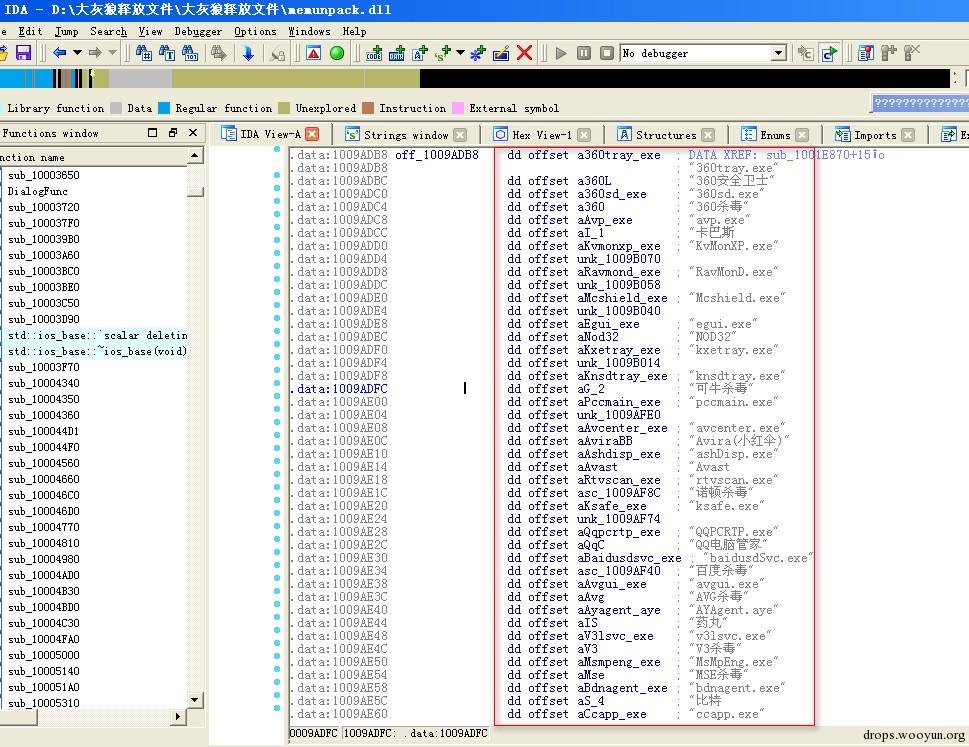 IDA - D:\大灰狼释放文件\大灰狼释放文件\memunpack.dll
e Edit Jump Search View Debugger Options Windows Help
No debugger
Library function Data Regular function Unexplored Instruction External symbol
???????????????
Functions window
IDA View-A Strings window Hex View-1 Structures Enums Imports Ex
nction name
sub_10003650
DialogFunc
sub_10003720
sub_100037F0
sub_100039B0
sub_10003A60
sub_10003BC0
sub_10003BE0
sub_10003C50
sub_10003D90
std::ios_base::`scalar deletin
std::ios_base::~ios_base(void)
sub_10003F70
sub_10004340
sub_10004350
sub_10004360
sub_100044D1
sub_100044F0
sub_10004560
sub_10004660
sub_100046C0
sub_100046D0
sub_10004770
sub_10004810
sub_10004980
sub_10004AD0
sub_10004B30
sub_10004BD0
sub_10004C30
sub_10004FA0
sub_10005000
sub_10005140
sub_100051A0
sub_10005310
.data:1009ADB8 off_1009ADB8 dd offset a360tray_exe ; DATA XREF: sub_1001E870+15↑o
.data:1009ADB8 ; "360tray.exe"
.data:1009ADBC dd offset a360L ; "360安全卫士"
.data:1009ADC0 dd offset a360sd_exe ; "360sd.exe"
.data:1009ADC4 dd offset a360 ; "360杀毒"
.data:1009ADC8 dd offset aAvp_exe ; "avp.exe"
.data:1009ADCC dd offset aI_1 ; "卡巴斯"
.data:1009ADD0 dd offset aKvmonxp_exe ; "KvMonXP.exe"
.data:1009ADD4 dd offset unk_1009B070
.data:1009ADD8 dd offset aRavmond_exe ; "RavMonD.exe"
.data:1009ADDC dd offset unk_1009B058
.data:1009ADE0 dd offset aMcshield_exe ; "Mcshield.exe"
.data:1009ADE4 dd offset unk_1009B040
.data:1009ADE8 dd offset aEgui_exe ; "egui.exe"
.data:1009ADEC dd offset aNod32 ; "NOD32"
.data:1009ADF0 dd offset aKxetray_exe ; "kxetray.exe"
.data:1009ADF4 dd offset unk_1009B014
.data:1009ADF8 dd offset aKnsdtray_exe ; "knsdtray.exe"
.data:1009ADFC dd offset aG_2 ; "可牛杀毒"
.data:1009AE00 dd offset aPccmain_exe ; "pccmain.exe"
.data:1009AE04 dd offset unk_1009AFE0
.data:1009AE08 dd offset aAvcenter_exe ; "avcenter.exe"
.data:1009AE0C dd offset aAviraBB ; "Avira(小红伞)"
.data:1009AE10 dd offset aAshdisp_exe ; "ashDisp.exe"
.data:1009AE14 dd offset aAvast ; "Avast"
.data:1009AE18 dd offset aRtvscan_exe ; "rtvscan.exe"
.data:1009AE1C dd offset asc_1009AF8C ; "诺顿杀毒"
.data:1009AE20 dd offset aKsafe_exe ; "ksafe.exe"
.data:1009AE24 dd offset unk_1009AF74
.data:1009AE28 dd offset aQqpcrtp_exe ; "QQPCRTP.exe"
.data:1009AE2C dd offset aQqC ; "QQ电脑管家"
.data:1009AE30 dd offset aBaidusdsvc_exe ; "baidusdSvc.exe"
.data:1009AE34 dd offset asc_1009AF40 ; "百度杀毒"
.data:1009AE38 dd offset aAvgui_exe ; "avgui.exe"
.data:1009AE3C dd offset aAvg ; "AVG杀毒"
.data:1009AE40 dd offset aAyagent_aye ; "AYAgent.aye"
.data:1009AE44 dd offset aIS ; "药丸"
.data:1009AE48 dd offset aV3lsvc_exe ; "v3lsvc.exe"
.data:1009AE4C dd offset aV3 ; "V3杀毒"
.data:1009AE50 dd offset aMsmpeng_exe ; "MsMpEng.exe"
.data:1009AE54 dd offset aMse ; "MSE杀毒"
.data:1009AE58 dd offset aBdnagent_exe ; "bdnagent.exe"
.data:1009AE5C dd offset aS_4 ; "比特"
.data:1009AE60 dd offset aCcapp_exe ; "ccapp.exe"
0009ADFC 1009ADFC: .data:1009ADFC
drops.wooyun.org